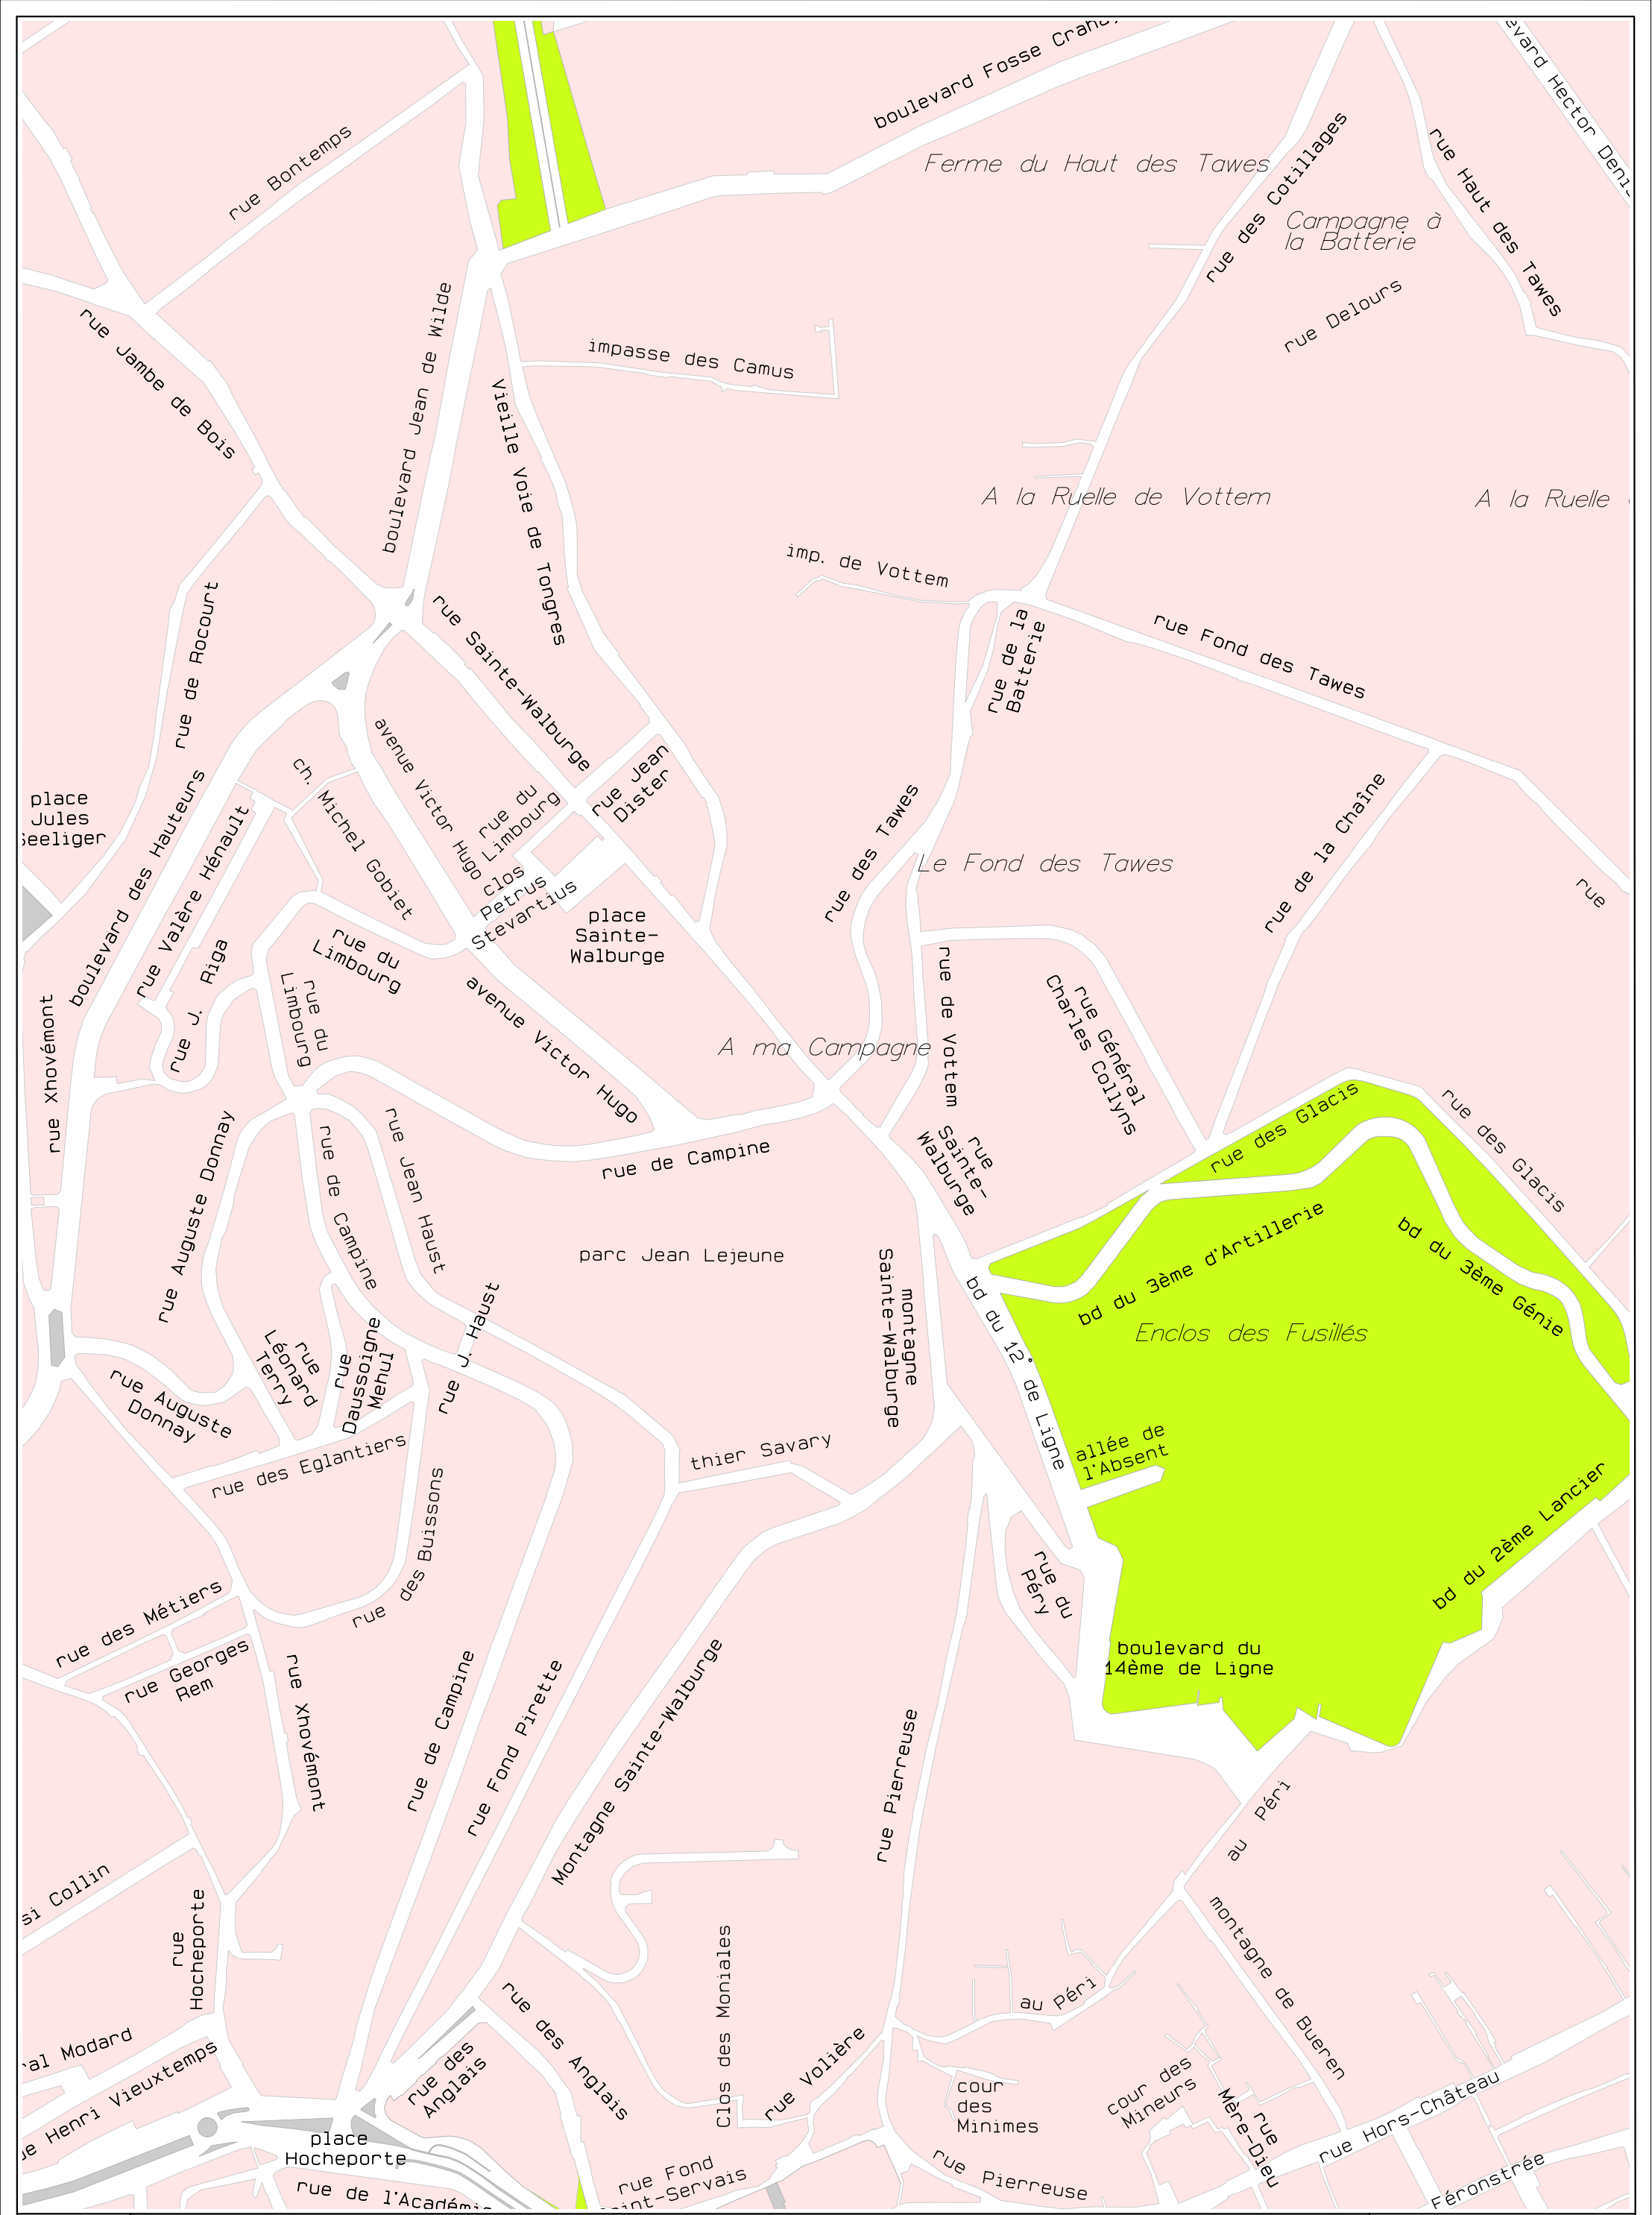 boulevard Fosse
rue Bontemps
Ferme du Haut des Tawes
rue des Cotillages
Campagne à
la Batterie
rue Haut des Tawes
Hector
rue Delours
rue Jambe de Bois
boulevard Jean de Wilde
impasse des Camus
Vieille Voie de Tongres
A la Ruelle de Vottem
A la Ruelle
imp. de Vottem
rue de Rocourt
rue Sainte-Walburge
rue de la
Batterie
rue Fond des Tawes
place
Jules
Seeliger
boulevard des Hauteurs
rue Valère Hénault
ch. Michel Gobiet
avenue Victor Hugo
rue du
Limbourg
rue Jean
Dister
clos
Petrus
Stevartius
place
Sainte-
Walburge
rue des Tawes
Le Fond des Tawes
rue de la Chaîne
rue
rue J. Riga
rue du
Limbourg
rue du
Limbourg
avenue Victor Hugo
A ma Campagne
rue de Vottem
rue Général
Charles Collyns
rue Xhovémont
rue Auguste Donnay
rue de Campine
rue Jean Haust
rue de Campine
rue
Sainte-
Walburge
rue des Glacis
rue des Glacis
parc Jean Lejeune
montagne
Sainte-Walburge
bd du 12° de Ligne
bd du 3ème d'Artillerie
bd du 3ème Génie
Enclos des Fusillés
rue Auguste
Donnay
rue
Léonard
Terry
rue
Daussoigne
Mehul
rue J. Haust
rue des Eglantiers
thier Savary
allée de
l'Absent
bd du 2ème Lancier
rue des Buissons
rue du
Péry
rue des Métiers
rue Georges
Rem
rue Xhovémont
boulevard du
14ème de Ligne
rue de Campine
rue Fond Pirette
Montagne Sainte-Walburge
rue Pierreuse
au Péri
si Collin
rue
Hocheporte
Clos des Moniales
montagne de Bueren
au Péri
ral Modard
rue Henri Vieuxtemps
rue des
Anglais
rue des Anglais
rue Volière
cour
des
Minimes
cour des
Mineurs
rue
Mère-Dieu
rue Hors-Château
place
Hocheporte
rue de l'Académie
rue Fond
Saint-Servais
rue Pierreuse
Féronstrée